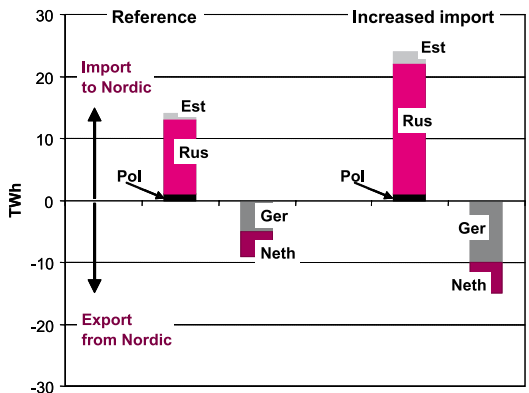 Reference
Increased import
30
20
10
0
-10
-20
-30
TWh
Import
to Nordic
Export
from Nordic
Est
Rus
Pol
Ger
Neth
Est
Rus
Pol
Ger
Neth